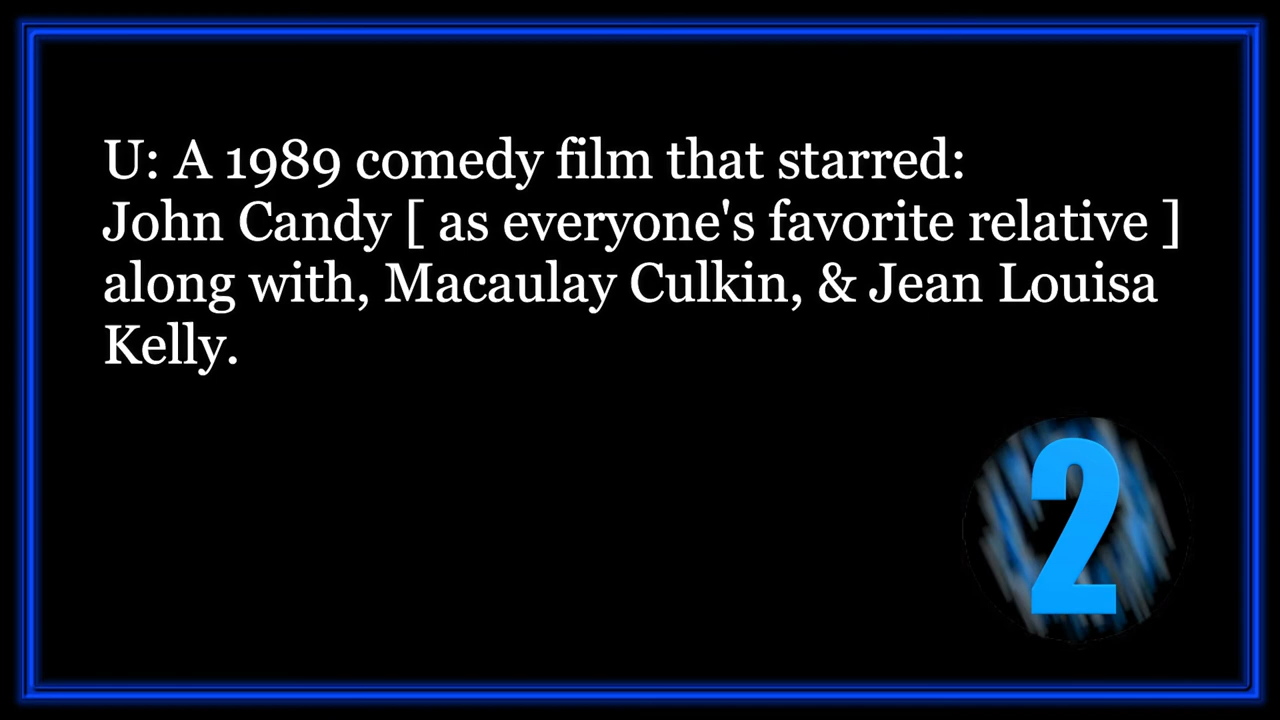 U: A 1989 comedy film that starred:
John Candy [ as everyone's favorite relative ]
along with, Macaulay Culkin, & Jean Louisa
Kelly.
2